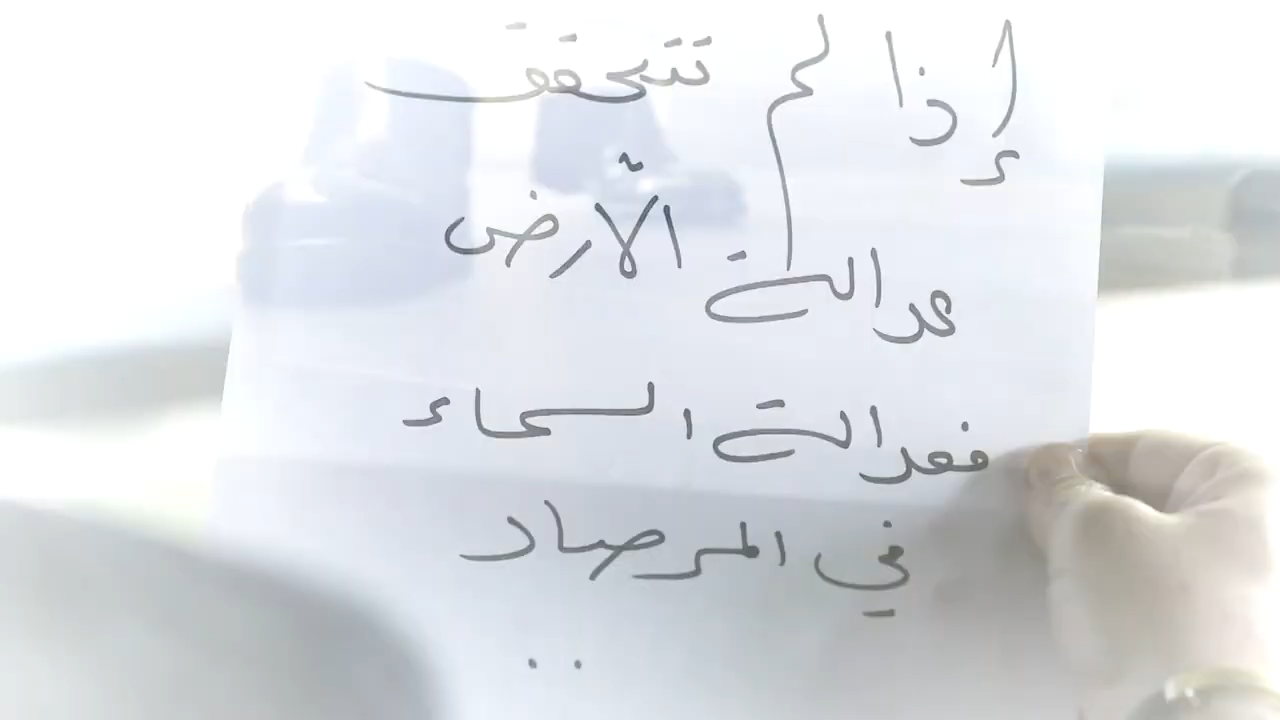 إذا لم تتحقق
عدالة الأرض
فعدالة السماء
في المرصاد
..